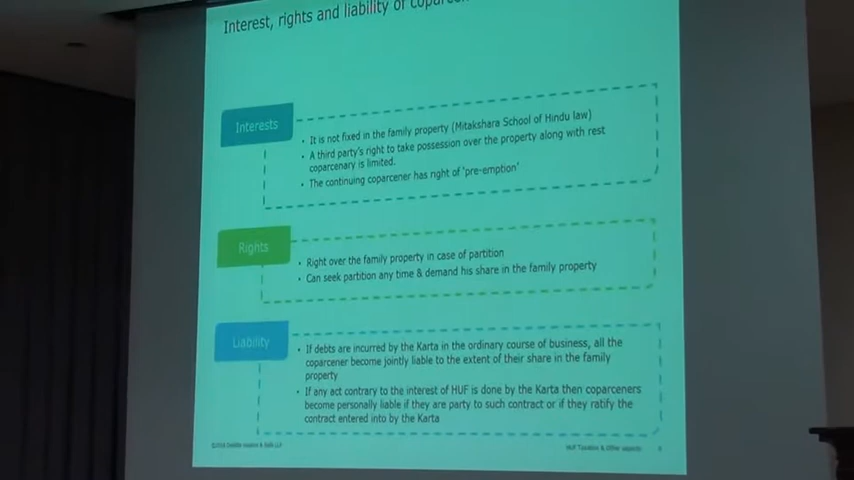 Interest, rights and liability of
Interests
• It is not fixed in the family property (Mitakshara School of Hindu law)
• A third party's right to take possession over the property along with rest
coparcenary is limited.
• The continuing coparcener has right of 'pre-emption'
Rights
• Right over the family property in case of partition
• Can seek partition any time & demand his share in the family property
Liability
• If debts are incurred by the Karta in the ordinary course of business, all the
coparcener become jointly liable to the extent of their share in the family
property
• If any act contrary to the interest of HUF is done by the Karta then coparceners
become personally liable if they are party to such contract or if they ratify the
contract entered into by the Karta
HUF Taxation & Other aspects